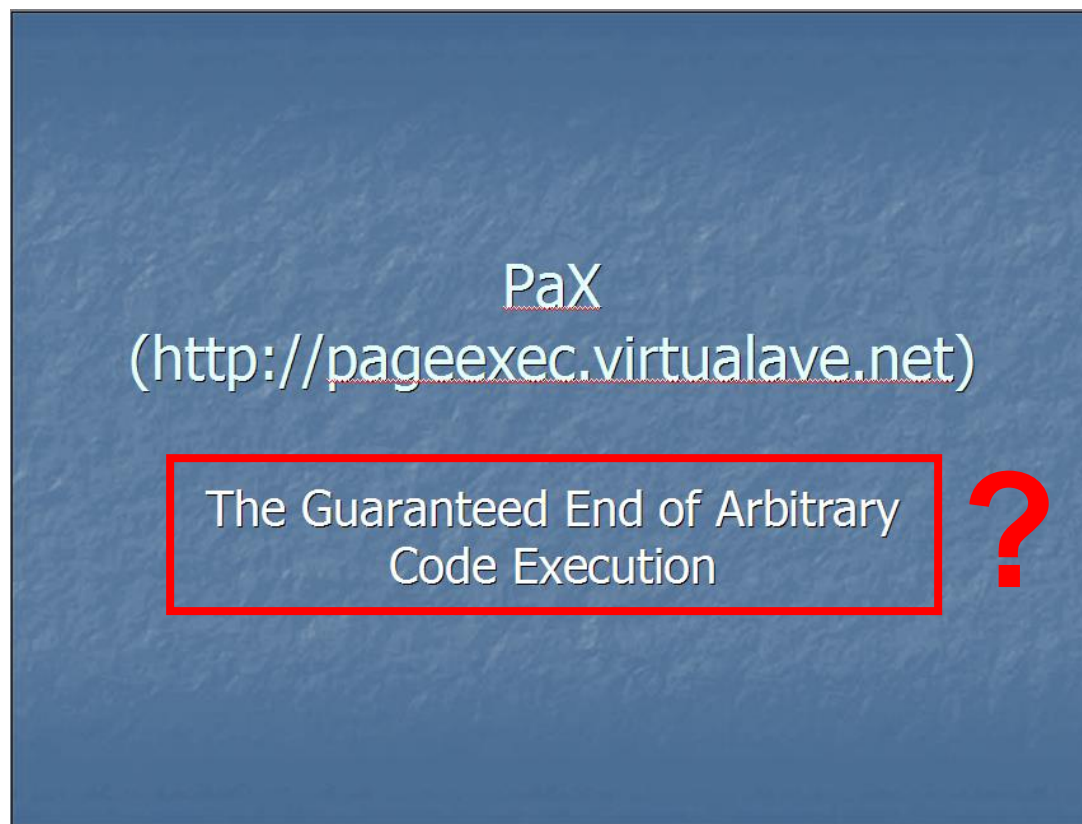 PaX
(http://pageexec.virtualave.net)
The Guaranteed End of Arbitrary
Code Execution
?